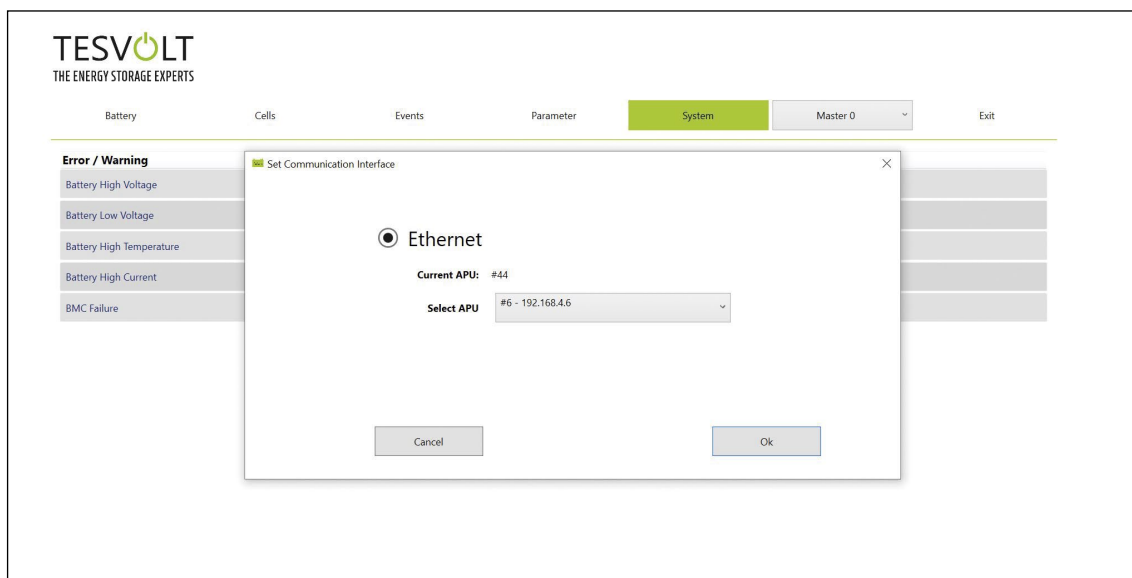 TESVOLT
THE ENERGY STORAGE EXPERTS
Battery Cells Events Parameter System Master 0 Exit
Error / Warning
Set Communication Interface
Battery High Voltage
Battery Low Voltage
Battery High Temperature
Battery High Current
BMC Failure
Ethernet
Current APU: #44
Select APU #6 - 192.168.4.6
Cancel Ok